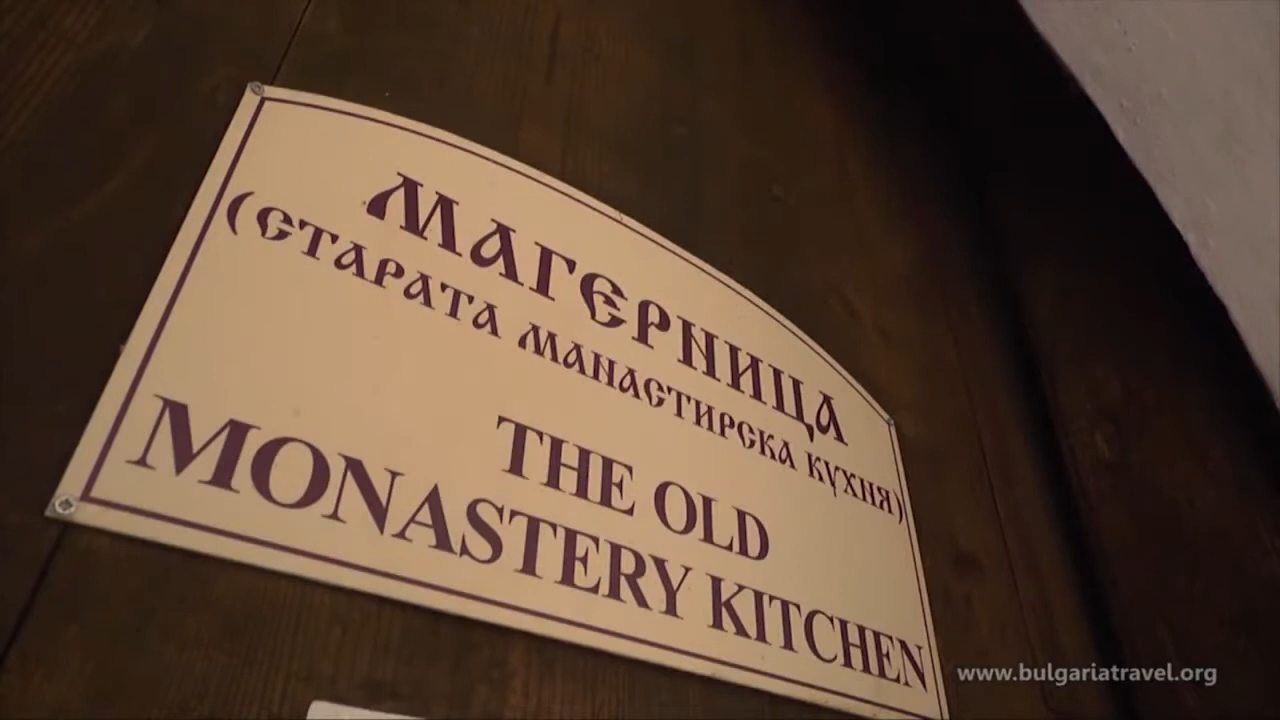 МАГЕРНИЦА
(СТАРАТА МАНАСТИРСКА КУХНЯ)
THE OLD
MONASTERY KITCHEN
www.bulgariatravel.org